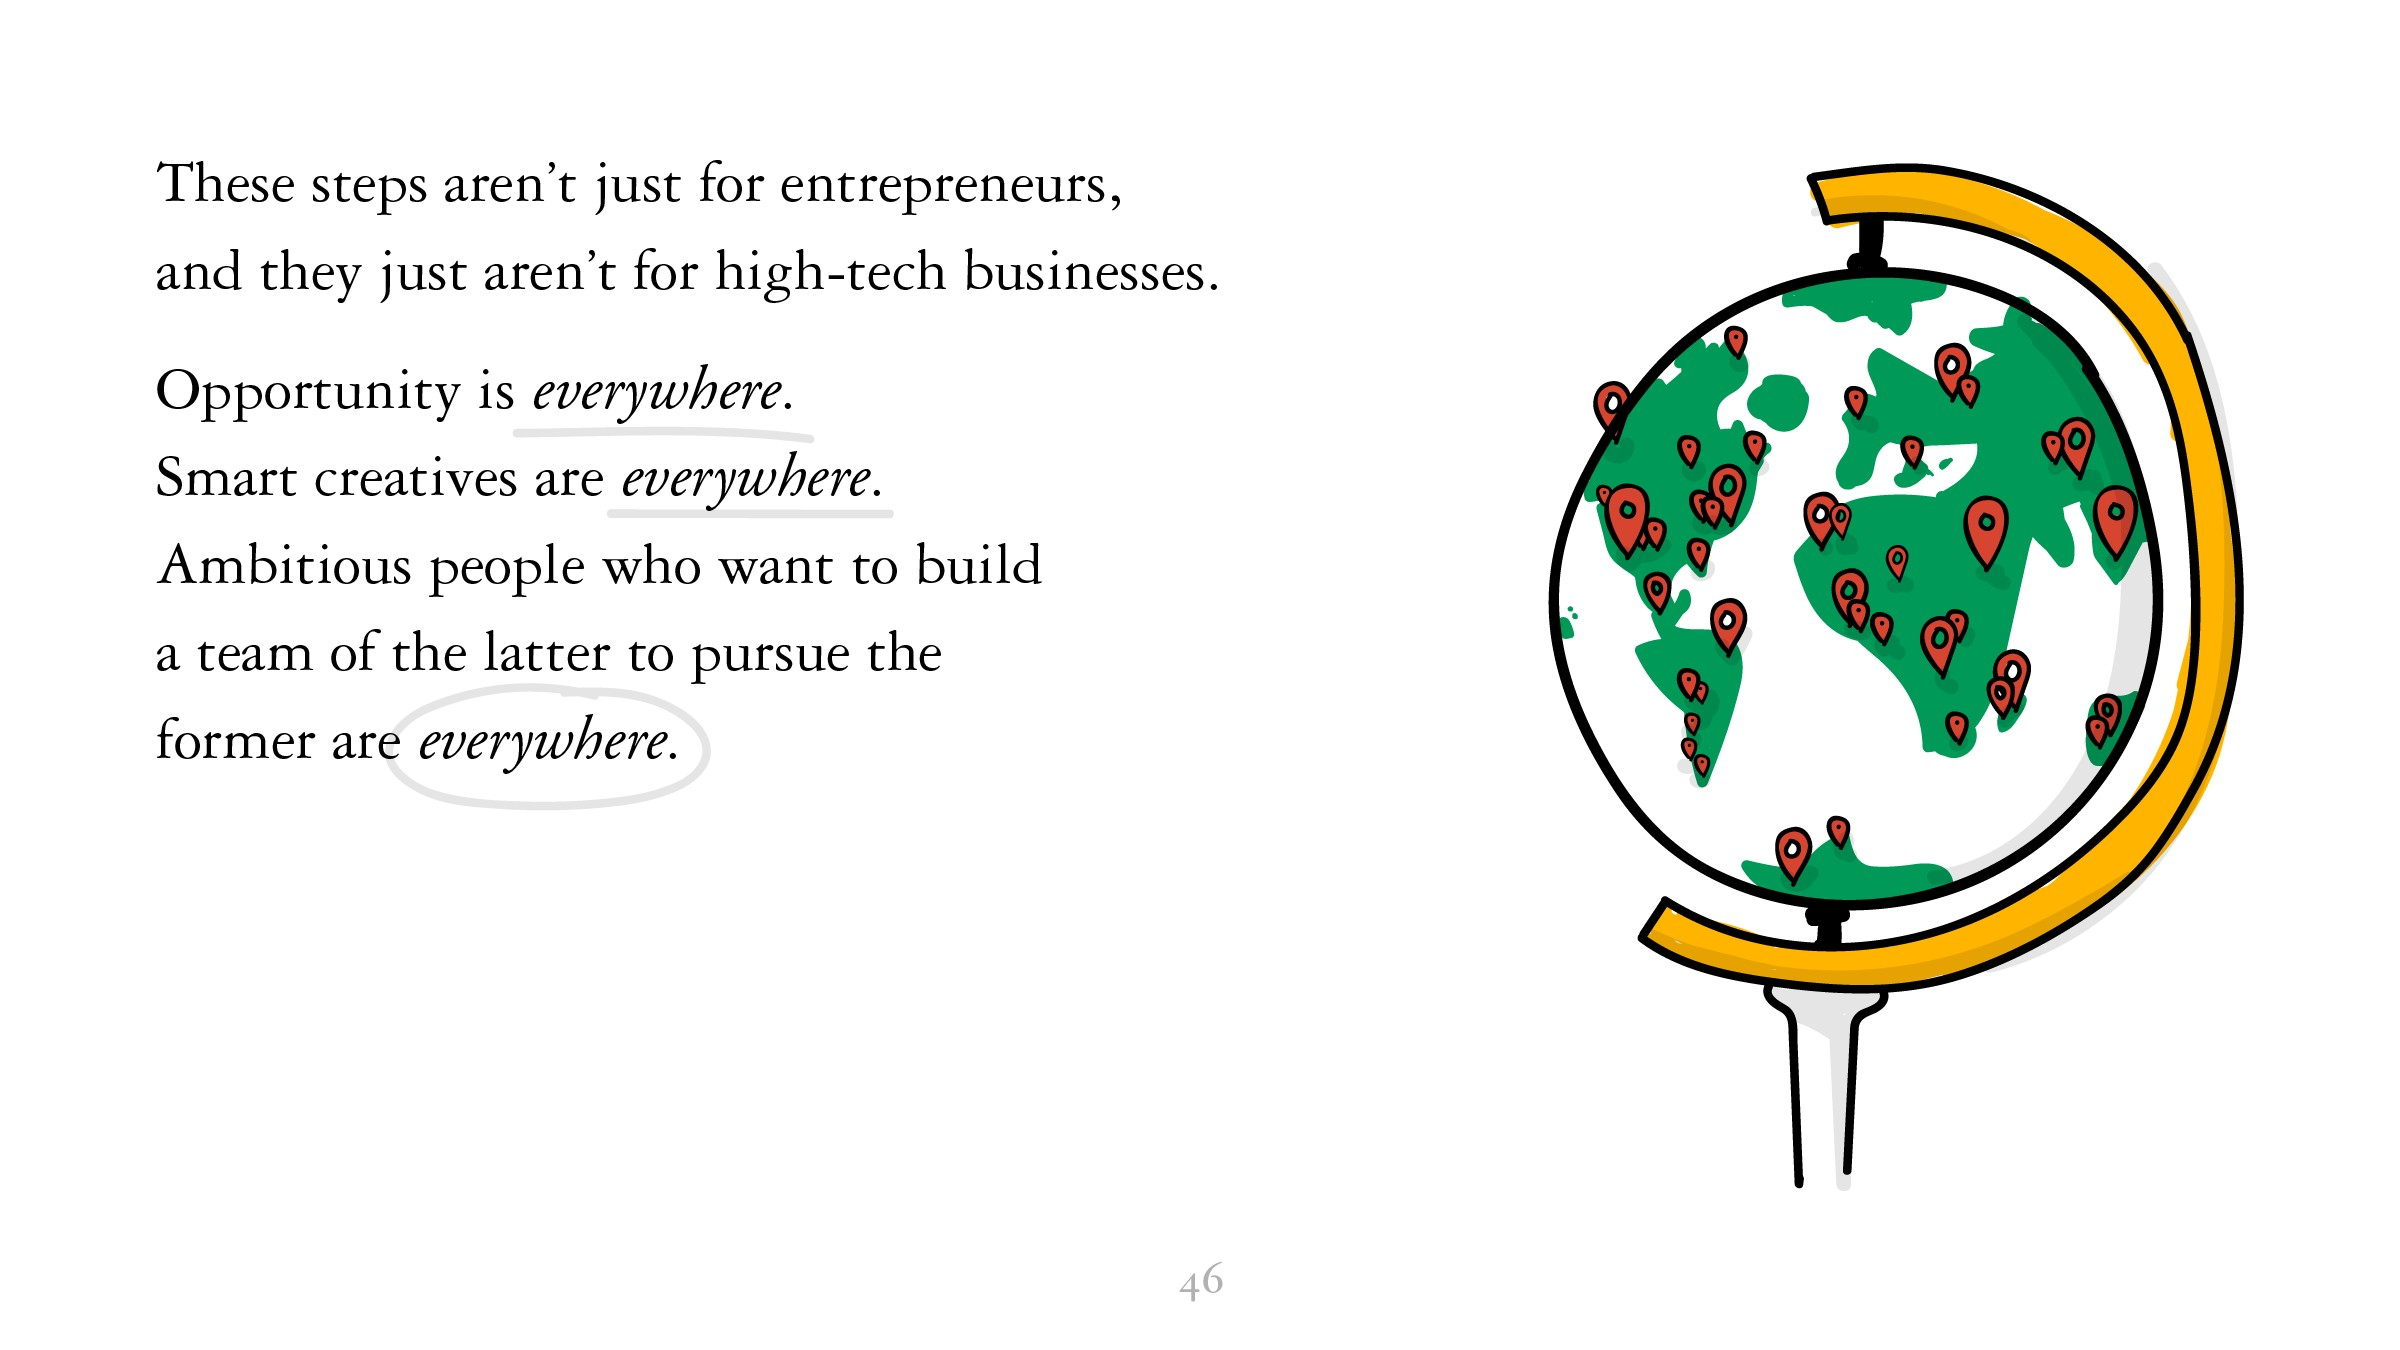 These steps aren’t just for entrepreneurs,
and they just aren’t for high-tech businesses.
Opportunity is everywhere.
Smart creatives are everywhere.
Ambitious people who want to build
a team of the latter to pursue the
former are everywhere.
46